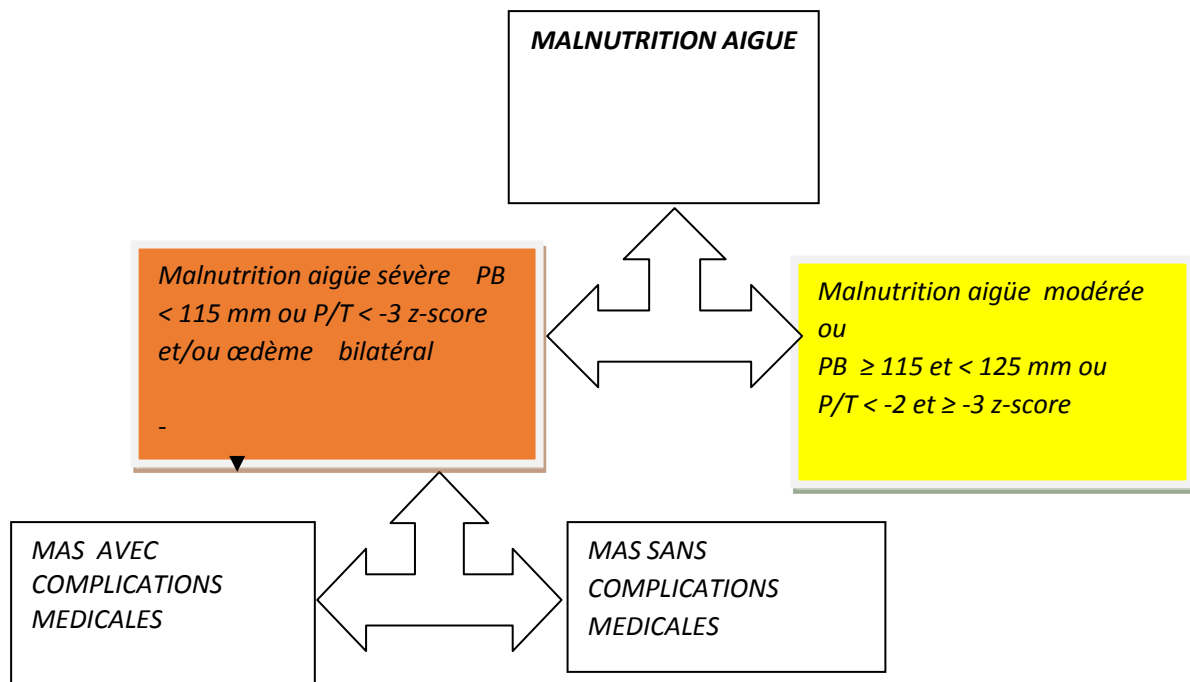 MALNUTRITION AIGUE
Malnutrition aigüe sévère PB
< 115 mm ou P/T < -3 z-score
et/ou œdème bilatéral
-
Malnutrition aigüe modérée
ou
PB ≥ 115 et < 125 mm ou
P/T < -2 et ≥ -3 z-score
MAS AVEC
COMPLICATIONS
MEDICALES
MAS SANS
COMPLICATIONS
MEDICALES